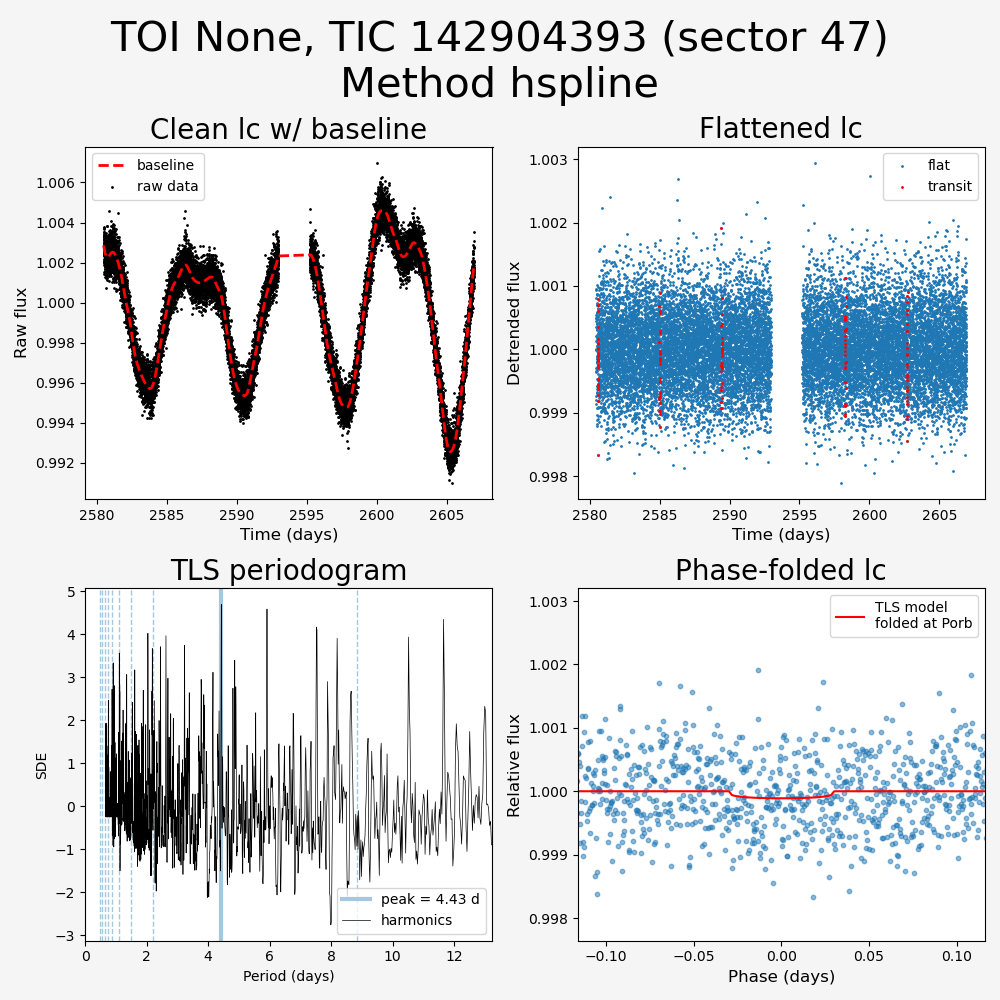 TOI None, TIC 142904393 (sector 47)
Method hspline
Clean lc w/ baseline
baseline
raw data
1.006
1.004
1.002
1.000
0.998
0.996
0.994
0.992
Raw flux
2580
2585
2590
2595
2600
2605
Time (days)
Flattened lc
flat
transit
1.003
1.002
1.001
1.000
0.999
0.998
Detrended flux
2580
2585
2590
2595
2600
2605
Time (days)
TLS periodogram
5
4
3
2
1
0
−1
−2
−3
SDE
peak = 4.43 d
harmonics
0
2
4
6
8
10
12
Period (days)
Phase-folded lc
TLS model
folded at Porb
1.003
1.002
1.001
1.000
0.999
0.998
Relative flux
−0.10
−0.05
0.00
0.05
0.10
Phase (days)